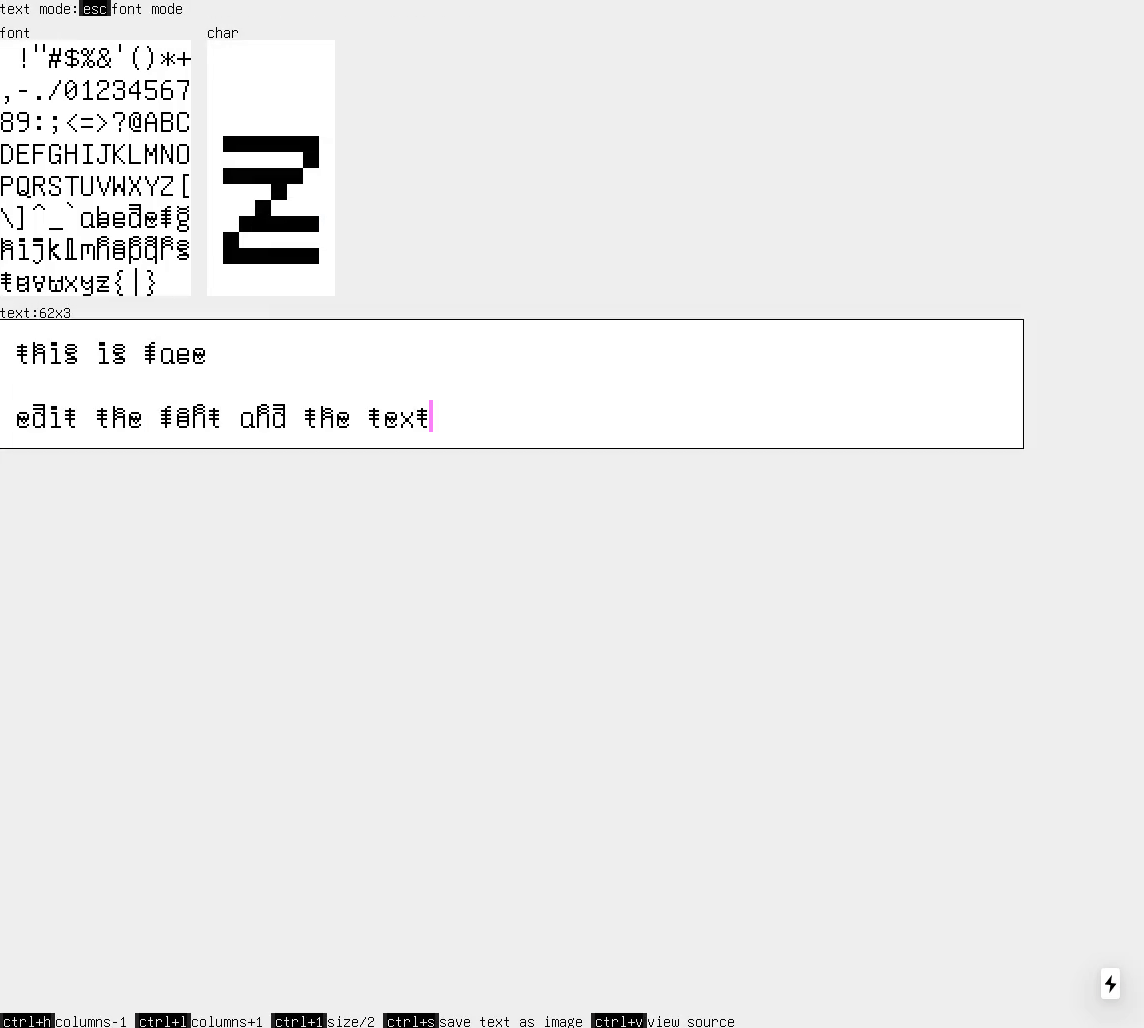 text mode: esc font mode
font char
 !"#$%&'()*+
,-./01234567
89:;<=>?@ABC
DEFGHIJKLMNO
PQRSTUVWXYZ[
\]^_`abcdefg
hijklmnopqrs
tuvwxyz{|}
z
text:62x3
this is face
edit the font and the text
ctrl+h columns-1 ctrl+l columns+1 ctrl+1 size/2 ctrl+s save text as image ctrl+v view source